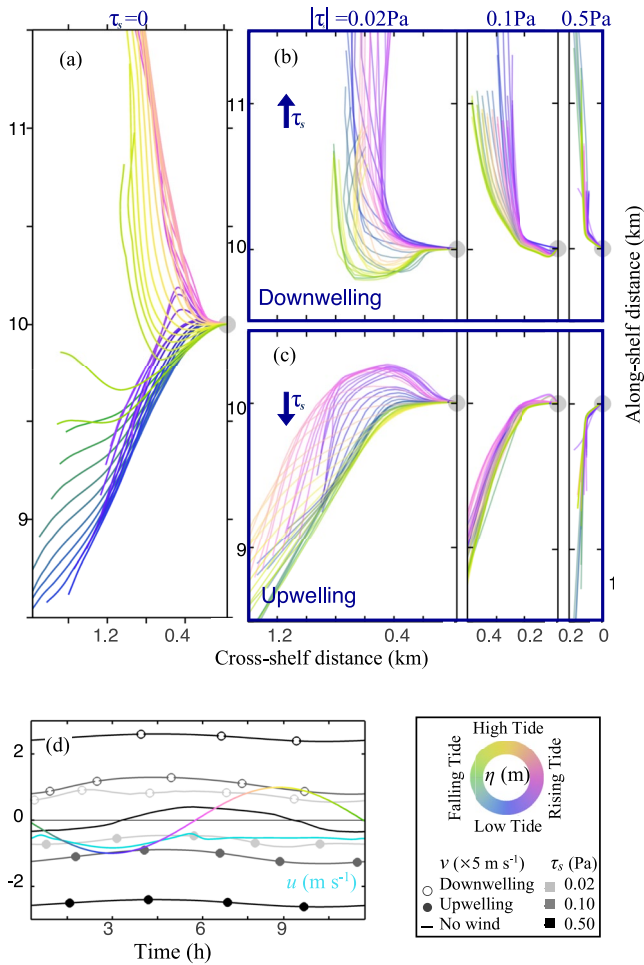 τs=0
|τ| =0.02Pa
0.1Pa
0.5Pa
(a)
11
10
9
1.2
0.4
(b)
11
τs
10
Downwelling
(c)
τs
10
9
Upwelling
1
1.2
0.4
0.4
0.2
0.2
0
Cross-shelf distance (km)
Along-shelf distance (km)
(d)
2
0
-2
u (m s⁻¹)
3
6
9
Time (h)
High Tide
Falling Tide
η (m)
Rising Tide
Low Tide
v (×5 m s⁻¹)
τs (Pa)
Downwelling
0.02
Upwelling
0.10
No wind
0.50